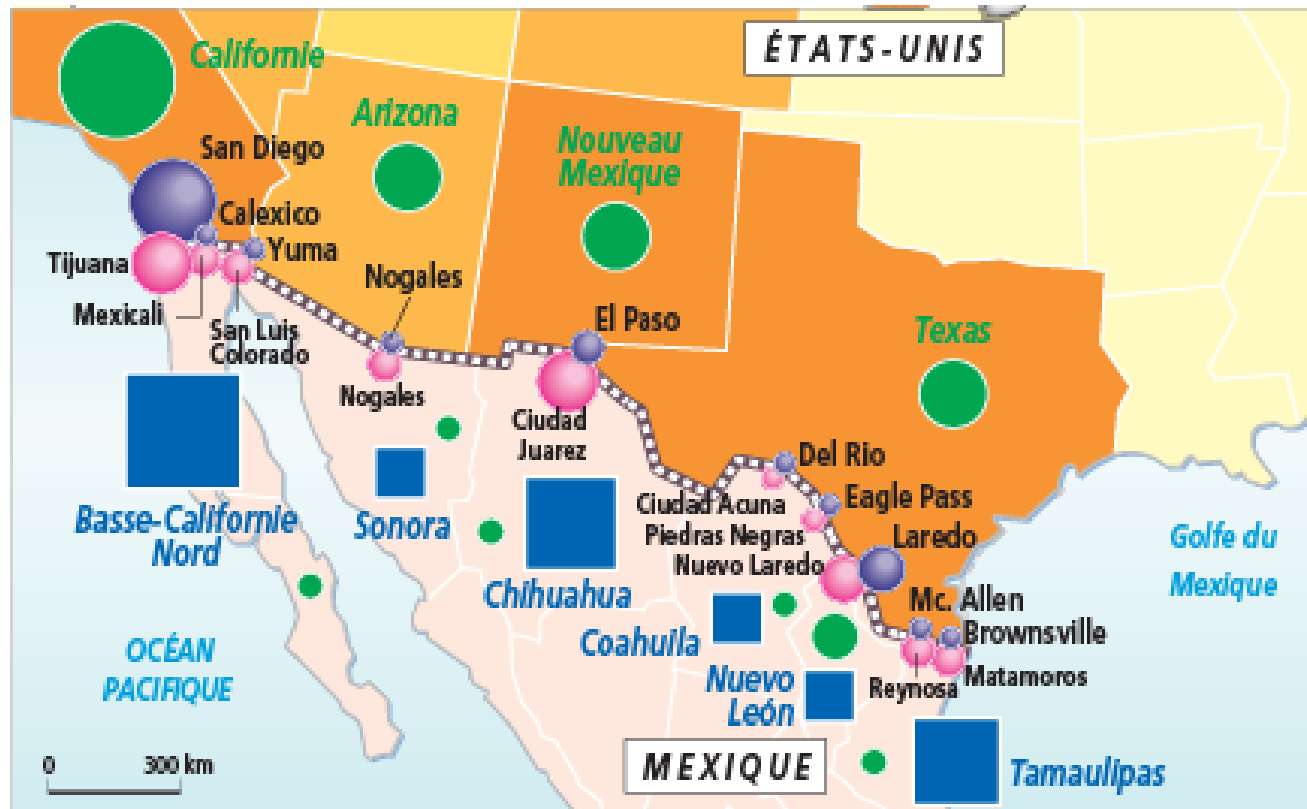 ÉTATS-UNIS
Californie
Arizona
Nouveau
Mexique
San Diego
Calexico
Yuma
Tijuana
Nogales
Mexicali
San Luis
Colorado
El Paso
Texas
Nogales
Ciudad
Juarez
Del Rio
Ciudad Acuna
Eagle Pass
Basse-Californie
Nord
Sonora
Piedras Negras
Laredo
Nuevo Laredo
Golfe du
Mexique
Chihuahua
Mc. Allen
Coahuila
Brownsville
OCÉAN
PACIFIQUE
Nuevo
León
Reynosa
Matamoros
0 300 km
MEXIQUE
Tamaulipas